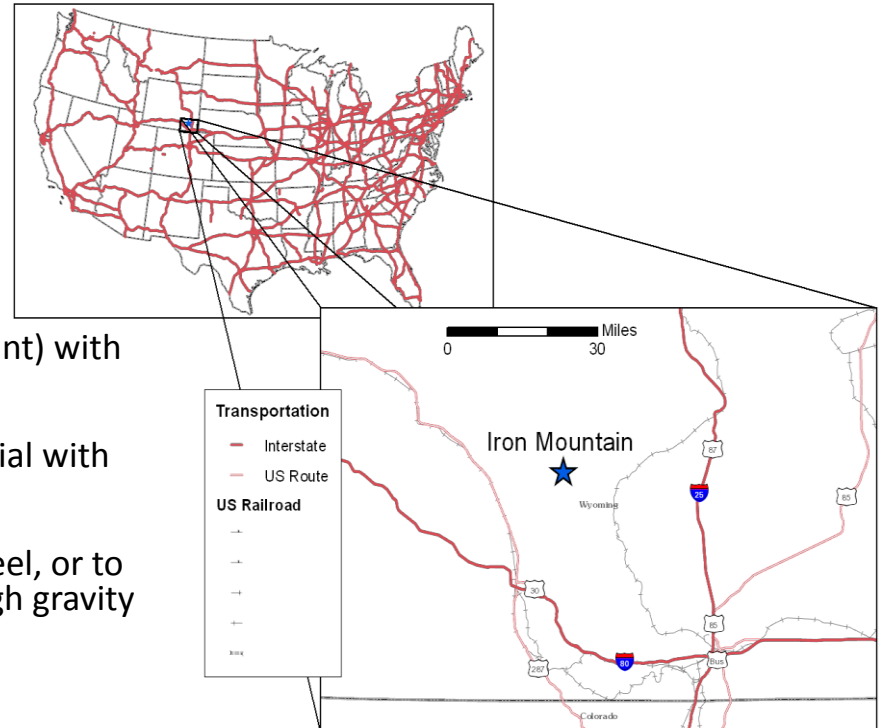 nt) with
ial with
eel, or to
gh gravity
Transportation
Interstate
US Route
US Railroad
Miles
0 30
Iron Mountain
Wyoming
87
25
85
30
85
80
Bus
287
Colorado